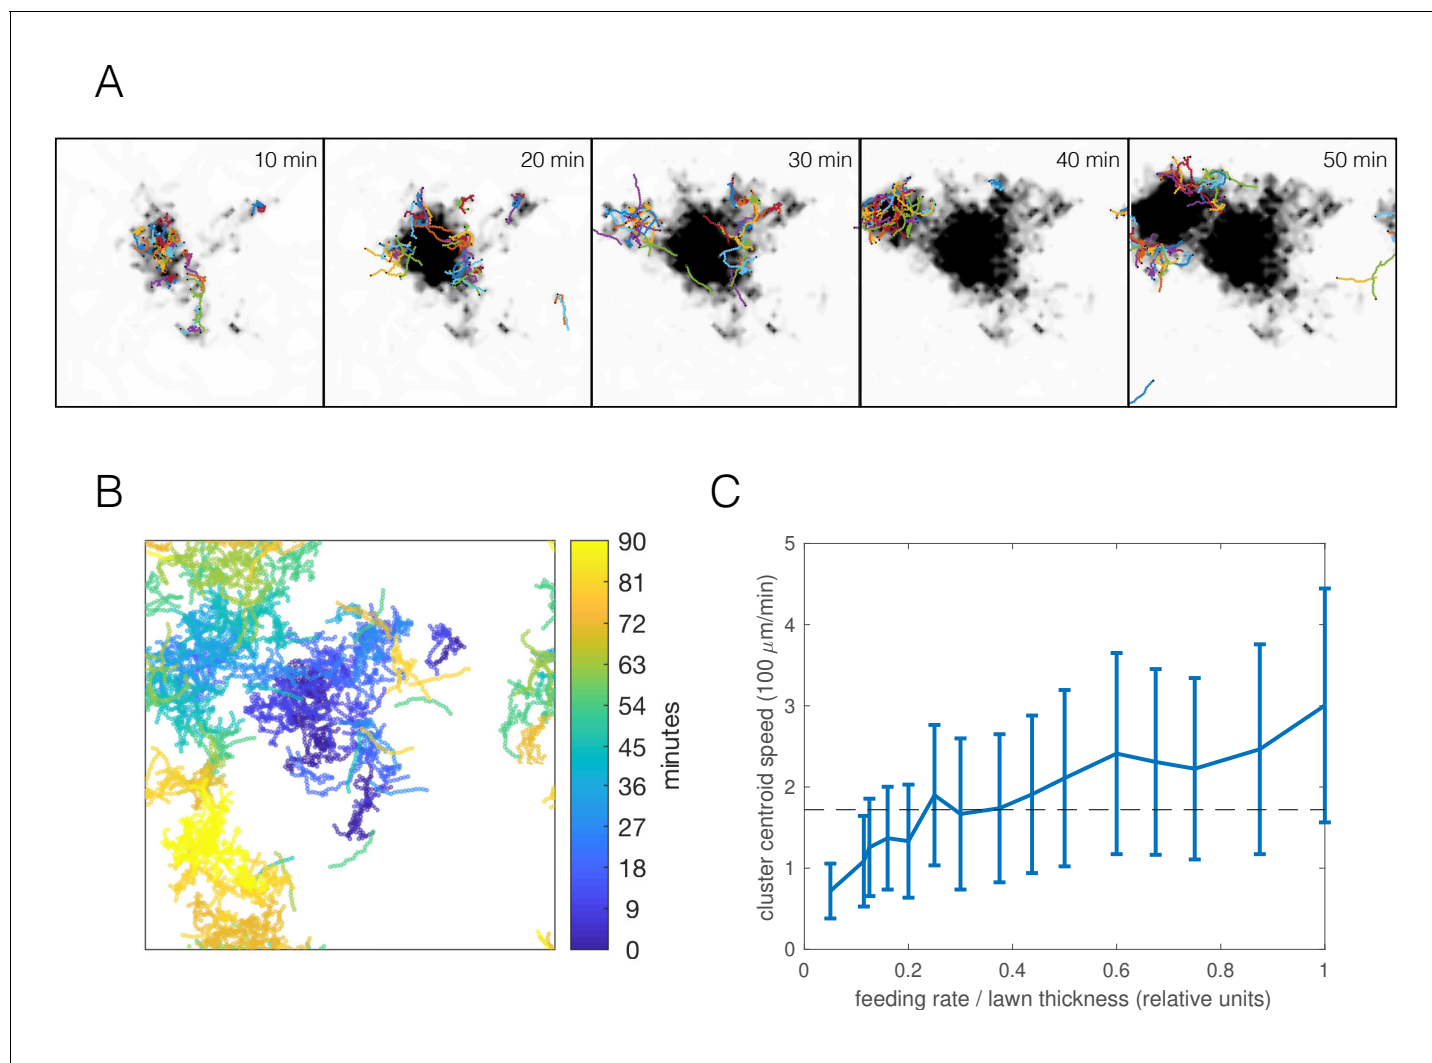 A
10 min
20 min
30 min
40 min
50 min
B
90
81
72
63
54
45
36
27
18
9
0
minutes
C
5
4
3
2
1
0
cluster centroid speed (100 μm/min)
0
0.2
0.4
0.6
0.8
1
feeding rate / lawn thickness (relative units)